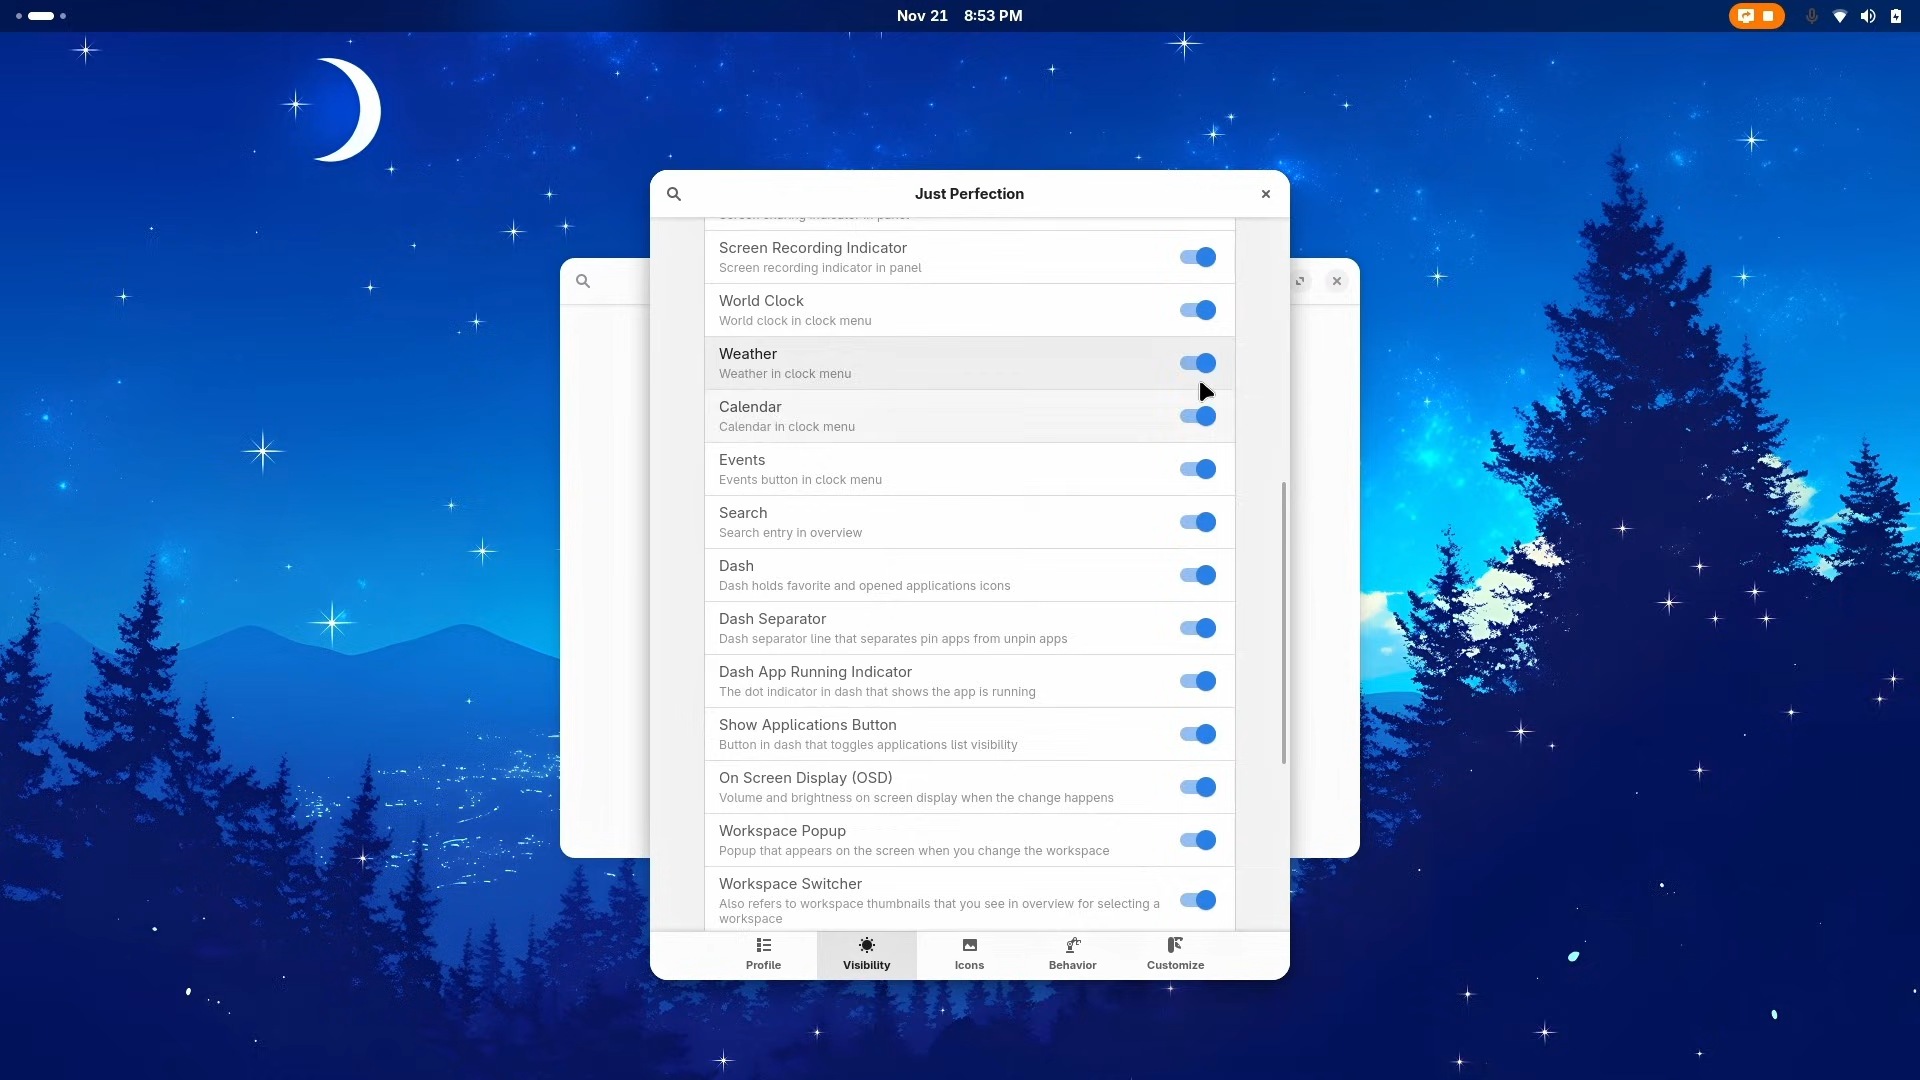 Nov 21 8:53 PM
Just Perfection
Screen sharing indicator in panel
Screen Recording Indicator
Screen recording indicator in panel
World Clock
World clock in clock menu
Weather
Weather in clock menu
Calendar
Calendar in clock menu
Events
Events button in clock menu
Search
Search entry in overview
Dash
Dash holds favorite and opened applications icons
Dash Separator
Dash separator line that separates pin apps from unpin apps
Dash App Running Indicator
The dot indicator in dash that shows the app is running
Show Applications Button
Button in dash that toggles applications list visibility
On Screen Display (OSD)
Volume and brightness on screen display when the change happens
Workspace Popup
Popup that appears on the screen when you change the workspace
Workspace Switcher
Also refers to workspace thumbnails that you see in overview for selecting a
workspace
Profile Visibility Icons Behavior Customize